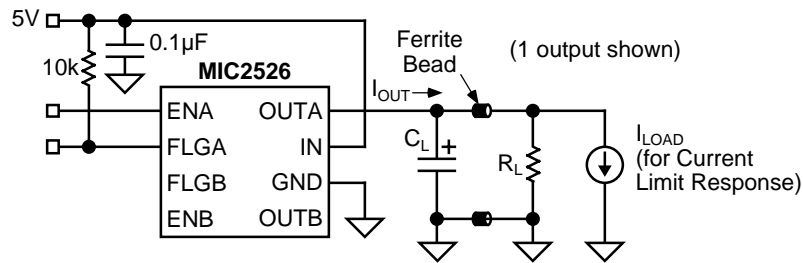 5V
0.1µF
10k
MIC2526
ENA OUTA
FLGA IN
FLGB GND
ENB OUTB
IOUT
Ferrite
Bead
(1 output shown)
CL
+
RL
ILOAD
(for Current
Limit Response)